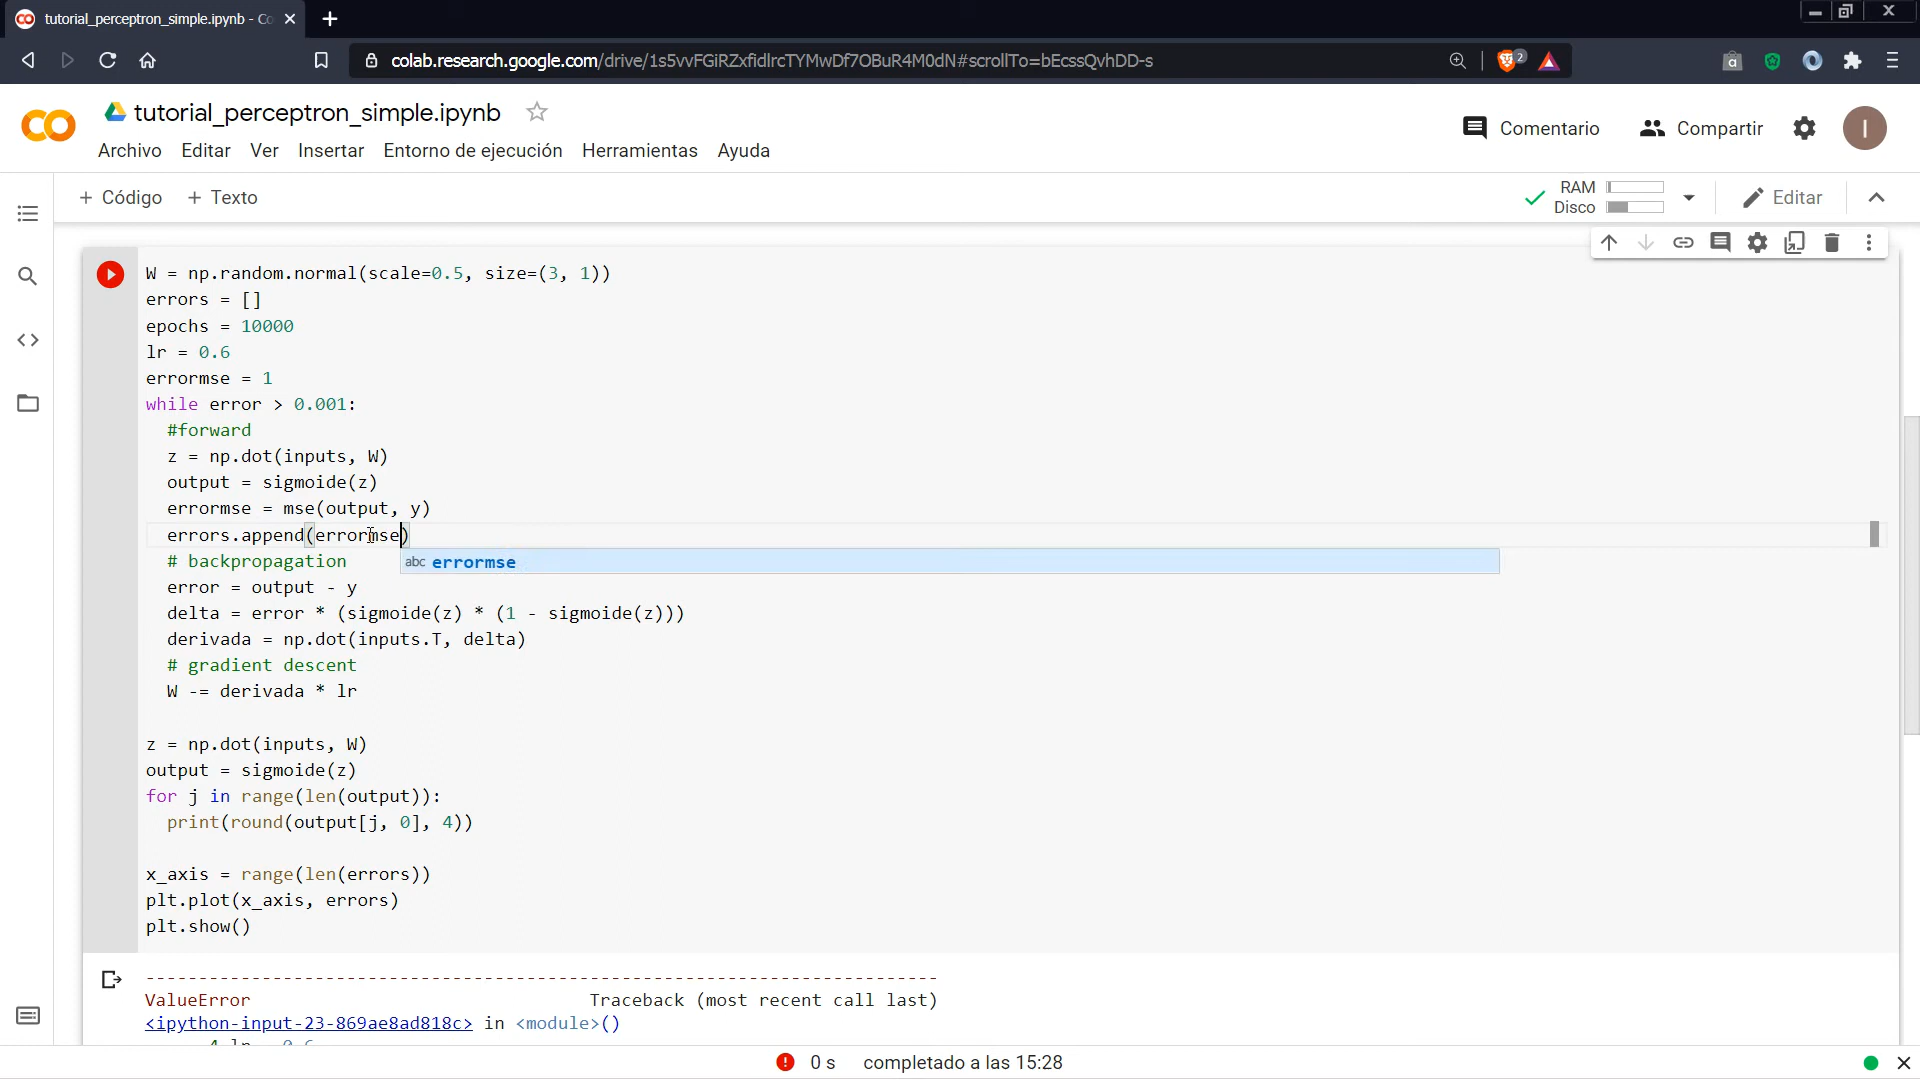 tutorial_perceptron_simple.ipynb - Co
colab.research.google.com/drive/1s5vvFGiRZxfidlrcTYMwDf7OBuR4M0dN#scrollTo=bEcssQvhDD-s
2
a
tutorial_perceptron_simple.ipynb
Comentario
Compartir
I
Archivo Editar Ver Insertar Entorno de ejecución Herramientas Ayuda
+ Código + Texto
RAM
Disco
Editar
W = np.random.normal(scale=0.5, size=(3, 1))
errors = []
epochs = 10000
lr = 0.6
errormse = 1
while error > 0.001:
#forward
z = np.dot(inputs, W)
output = sigmoide(z)
errormse = mse(output, y)
errors.append(errormse)
# backpropagation
abc errormse
error = output - y
delta = error * (sigmoide(z) * (1 - sigmoide(z)))
derivada = np.dot(inputs.T, delta)
# gradient descent
W -= derivada * lr
z = np.dot(inputs, W)
output = sigmoide(z)
for j in range(len(output)):
print(round(output[j, 0], 4))
x_axis = range(len(errors))
plt.plot(x_axis, errors)
plt.show()
---------------------------------------------------------------------------
ValueError Traceback (most recent call last)
<ipython-input-23-869ae8ad818c> in <module>()
4 lr = 0.6
0 s completado a las 15:28